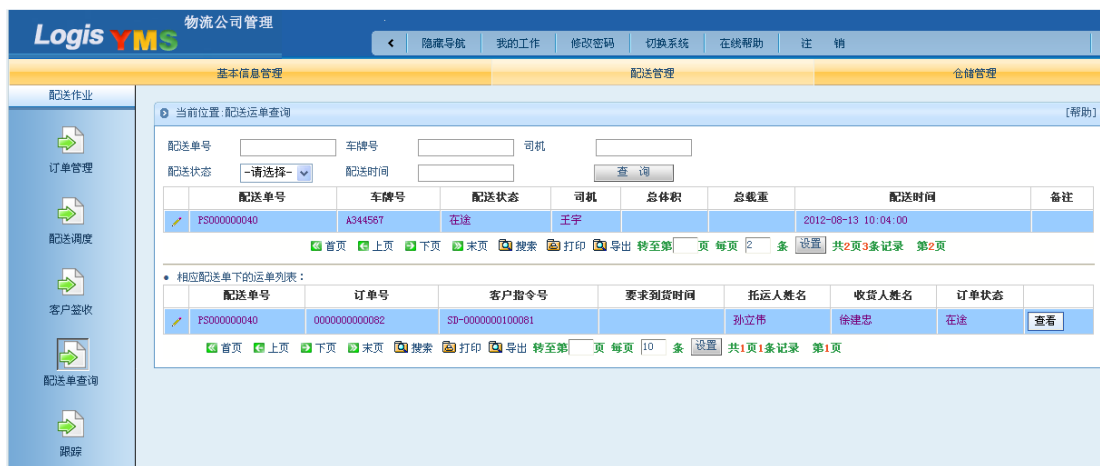 Logis YMS 物流公司管理
隐藏导航 我的工作 修改密码 切换系统 在线帮助 注 销
基本信息管理 配送管理 仓储管理
配送作业
当前位置:配送运单查询 [帮助]
配送单号 车牌号 司机
配送状态 -请选择- 配送时间 查 询
配送单号 车牌号 配送状态 司机 总体积 总载重 配送时间 备注
PS000000040 A344567 在途 王宇 2012-08-13 10:04:00
首页 上页 下页 末页 搜索 打印 导出 转至第 页 每页 2 条 设置 共2页3条记录 第2页
相应配送单下的运单列表:
配送单号 订单号 客户指令号 要求到货时间 托运人姓名 收货人姓名 订单状态
PS000000040 0000000000082 SD-0000000100081 孙立伟 徐建忠 在途 查看
首页 上页 下页 末页 搜索 打印 导出 转至第 页 每页 10 条 设置 共1页1条记录 第1页
订单管理
配送调度
客户签收
配送单查询
跟踪